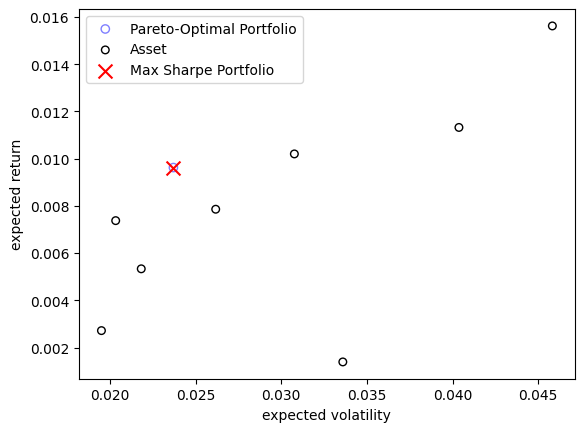 Pareto-Optimal Portfolio
Asset
Max Sharpe Portfolio
0.016
0.014
0.012
0.010
0.008
0.006
0.004
0.002
expected return
0.020 0.025 0.030 0.035 0.040 0.045
expected volatility